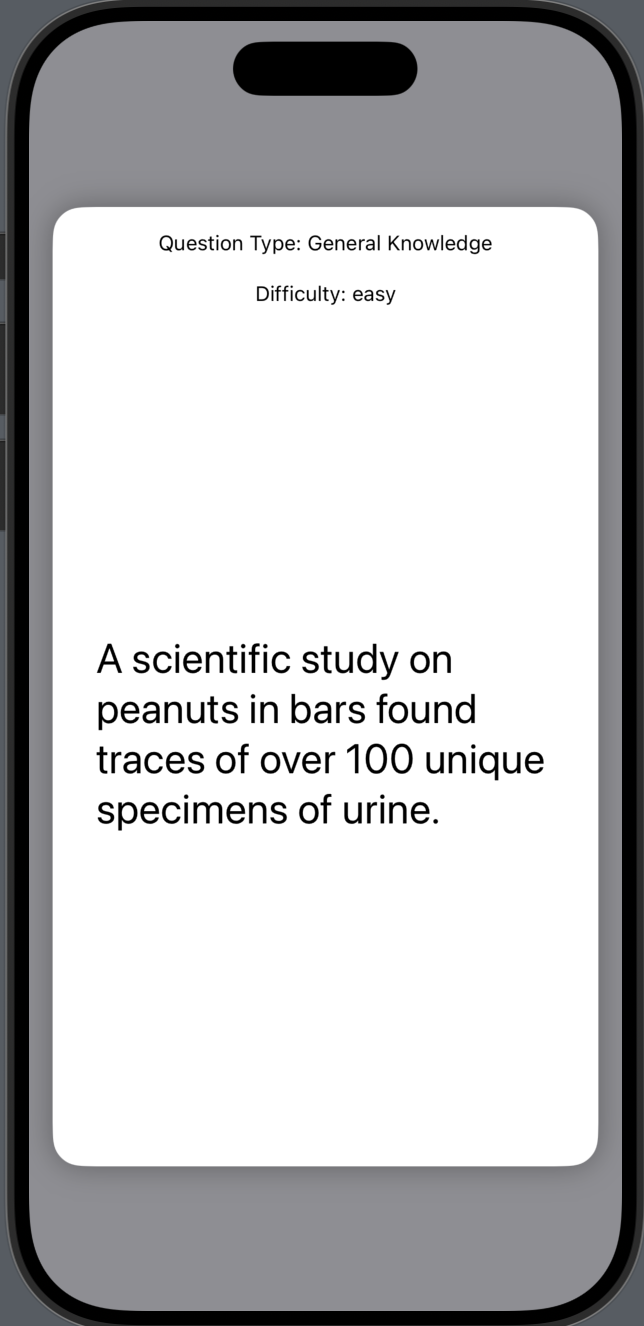 Question Type: General Knowledge
Difficulty: easy
A scientific study on
peanuts in bars found
traces of over 100 unique
specimens of urine.